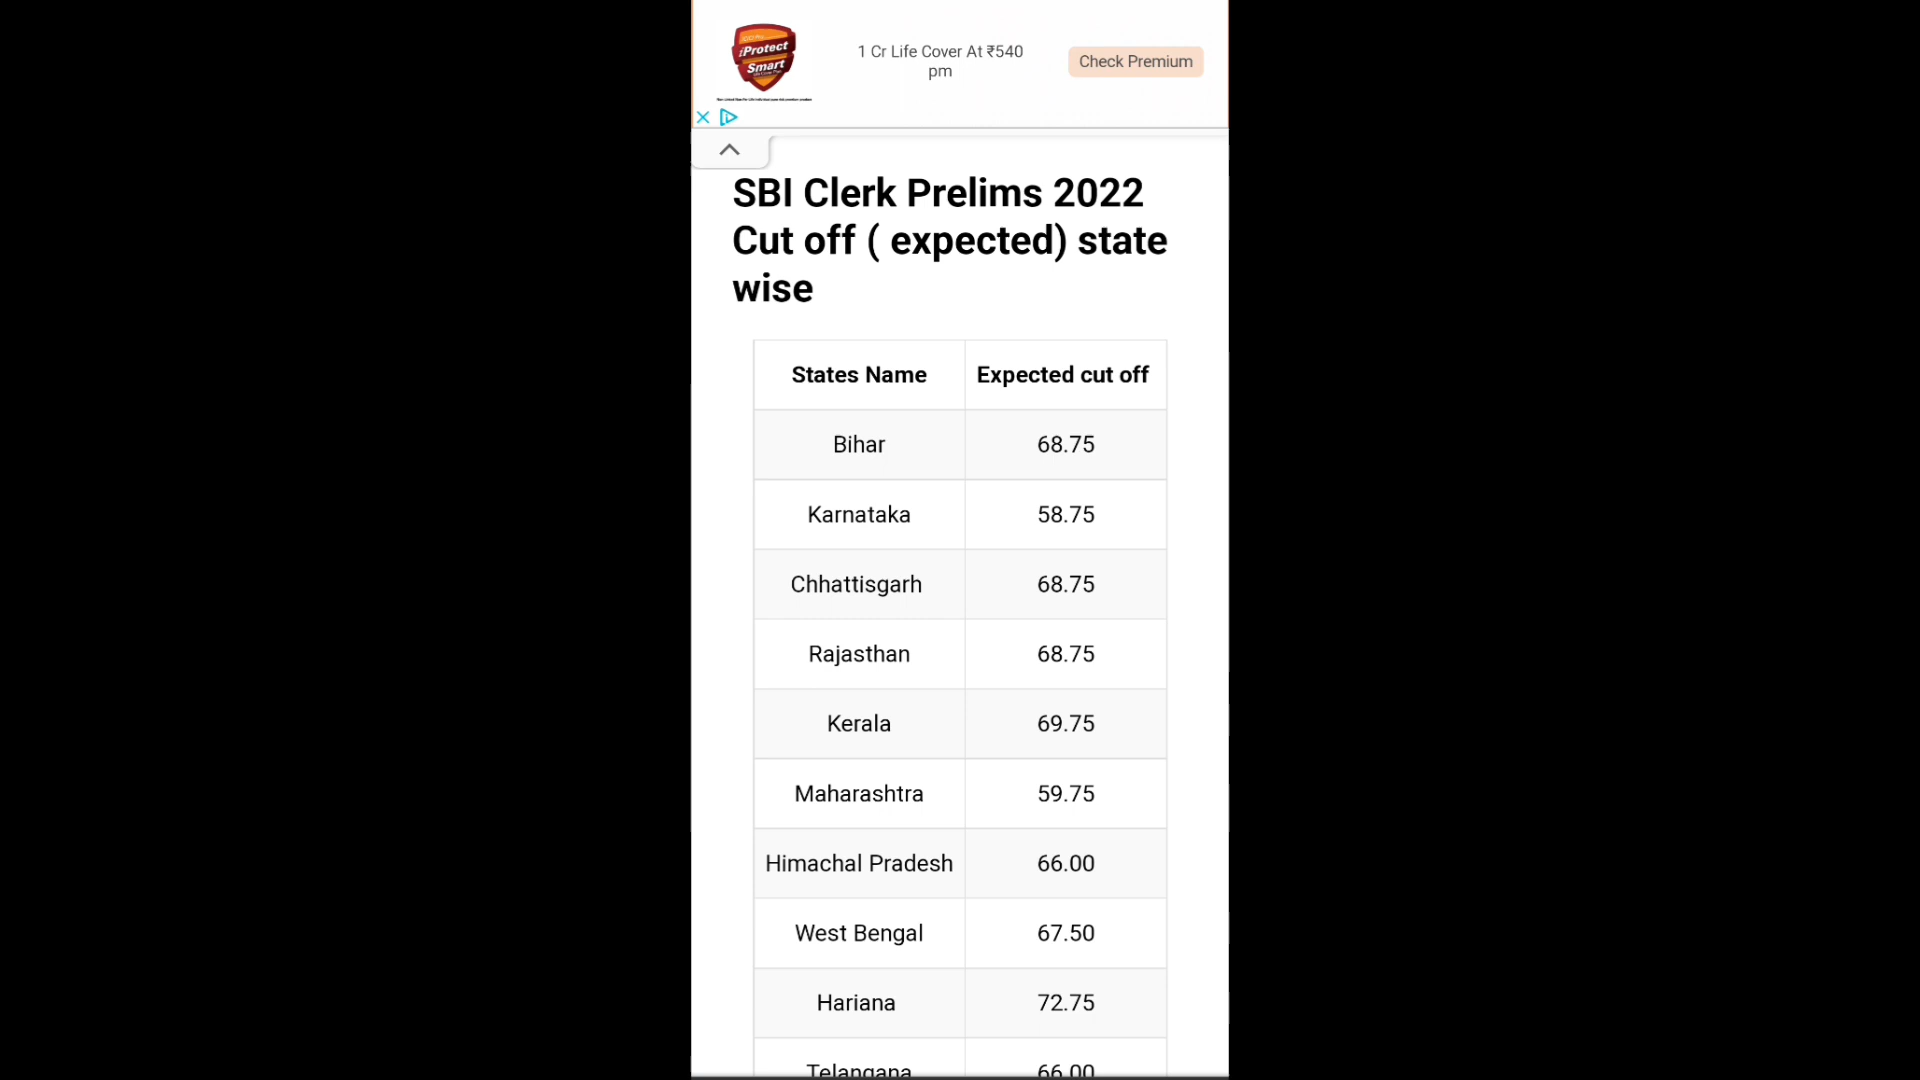 iProtect
Smart
1 Cr Life Cover At ₹540
pm
Check Premium
SBI Clerk Prelims 2022
Cut off ( expected) state
wise
States Name Expected cut off
Bihar 68.75
Karnataka 58.75
Chhattisgarh 68.75
Rajasthan 68.75
Kerala 69.75
Maharashtra 59.75
Himachal Pradesh 66.00
West Bengal 67.50
Hariana 72.75
Telangana 66.00